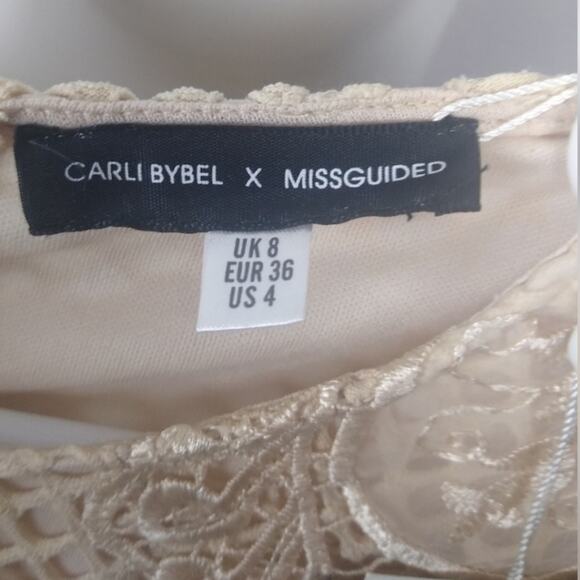 CARLI BYBEL X MISSGUIDED
UK 8
EUR 36
US 4